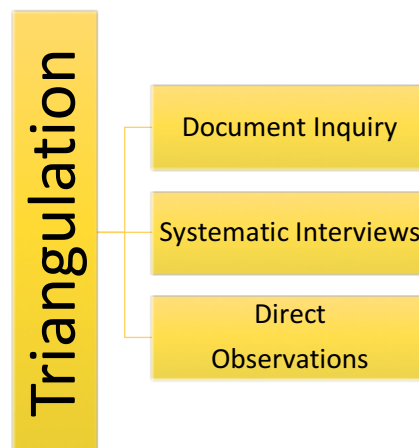 Triangulation
Document Inquiry
Systematic Interviews
Direct
Observations